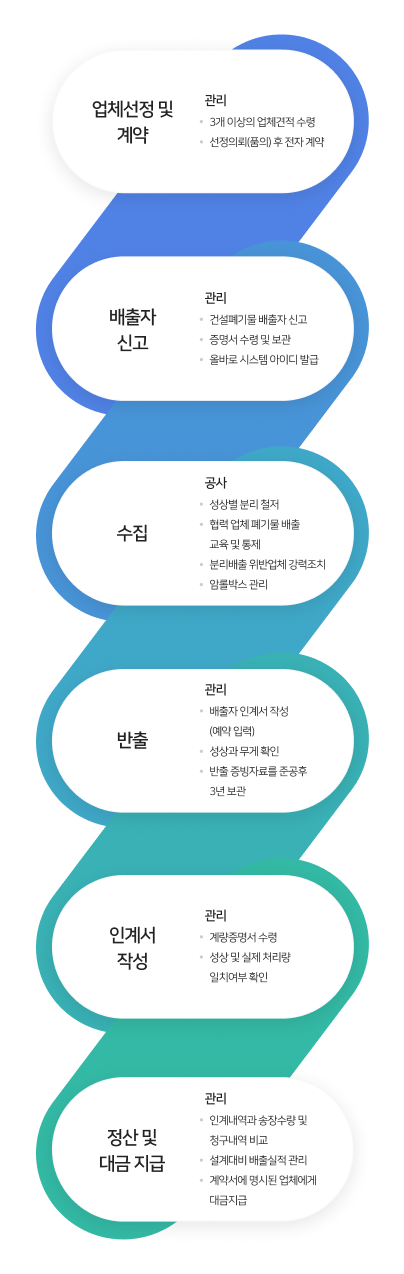 업체선정 및
계약
관리
3개 이상의 업체견적 수령
선정의뢰(품의) 후 전자 계약
배출자
신고
관리
건설폐기물 배출자 신고
증명서 수령 및 보관
올바로 시스템 아이디 발급
수집
공사
성상별 분리 철저
협력 업체 폐기물 배출
교육 및 통제
분리배출 위반업체 강력조치
암롤박스 관리
반출
관리
배출자 인계서 작성
(예약 입력)
성상과 무게 확인
반출 증빙자료를 준공후
3년 보관
인계서
작성
관리
계량증명서 수령
성상 및 실제 처리량
일치여부 확인
정산 및
대금 지급
관리
인계내역과 송장수량 및
청구내역 비교
설계대비 배출실적 관리
계약서에 명시된 업체에게
대금지급